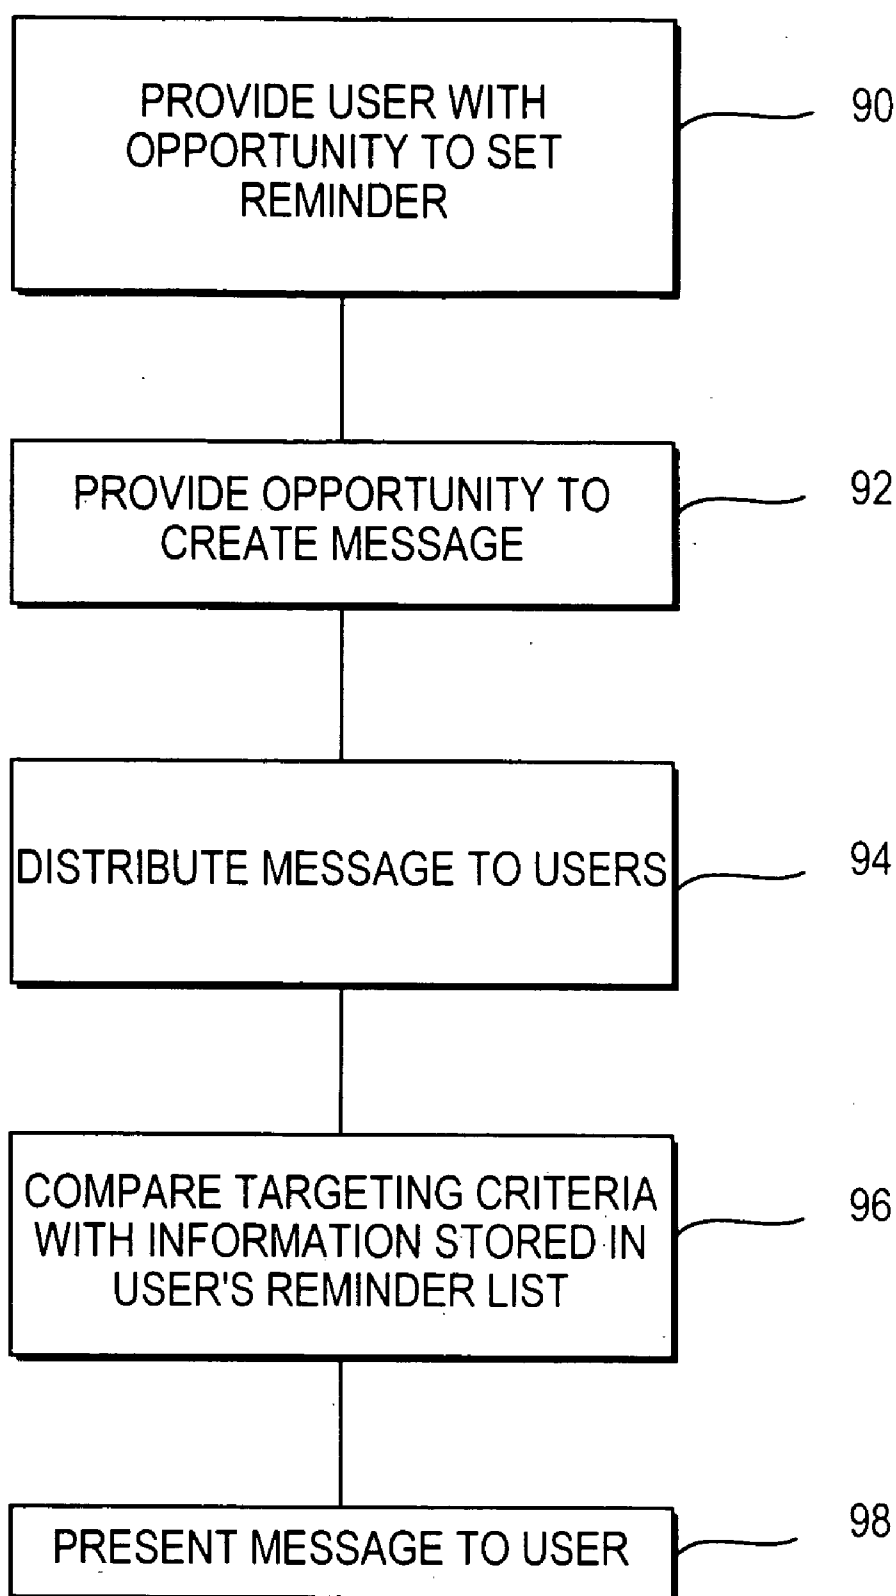 PROVIDE USER WITH
OPPORTUNITY TO SET
REMINDER
90
PROVIDE OPPORTUNITY TO
CREATE MESSAGE
92
DISTRIBUTE MESSAGE TO USERS
94
COMPARE TARGETING CRITERIA
WITH INFORMATION STORED IN
USER'S REMINDER LIST
96
PRESENT MESSAGE TO USER
98